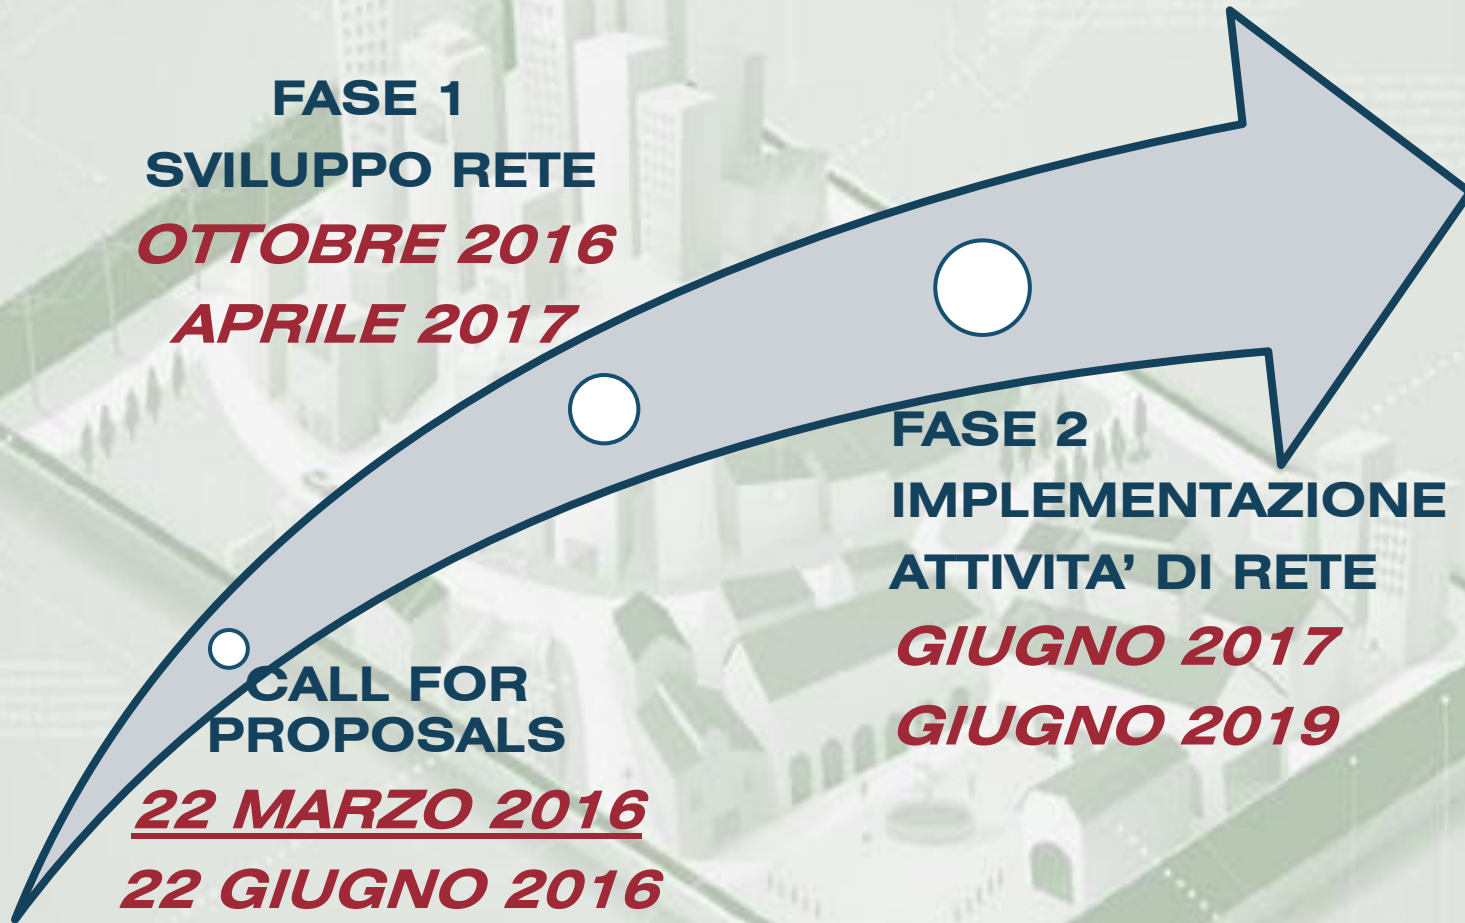 FASE 1
SVILUPPO RETE
OTTOBRE 2016
APRILE 2017
FASE 2
IMPLEMENTAZIONE
ATTIVITA’ DI RETE
GIUGNO 2017
GIUGNO 2019
CALL FOR
PROPOSALS
22 MARZO 2016
22 GIUGNO 2016